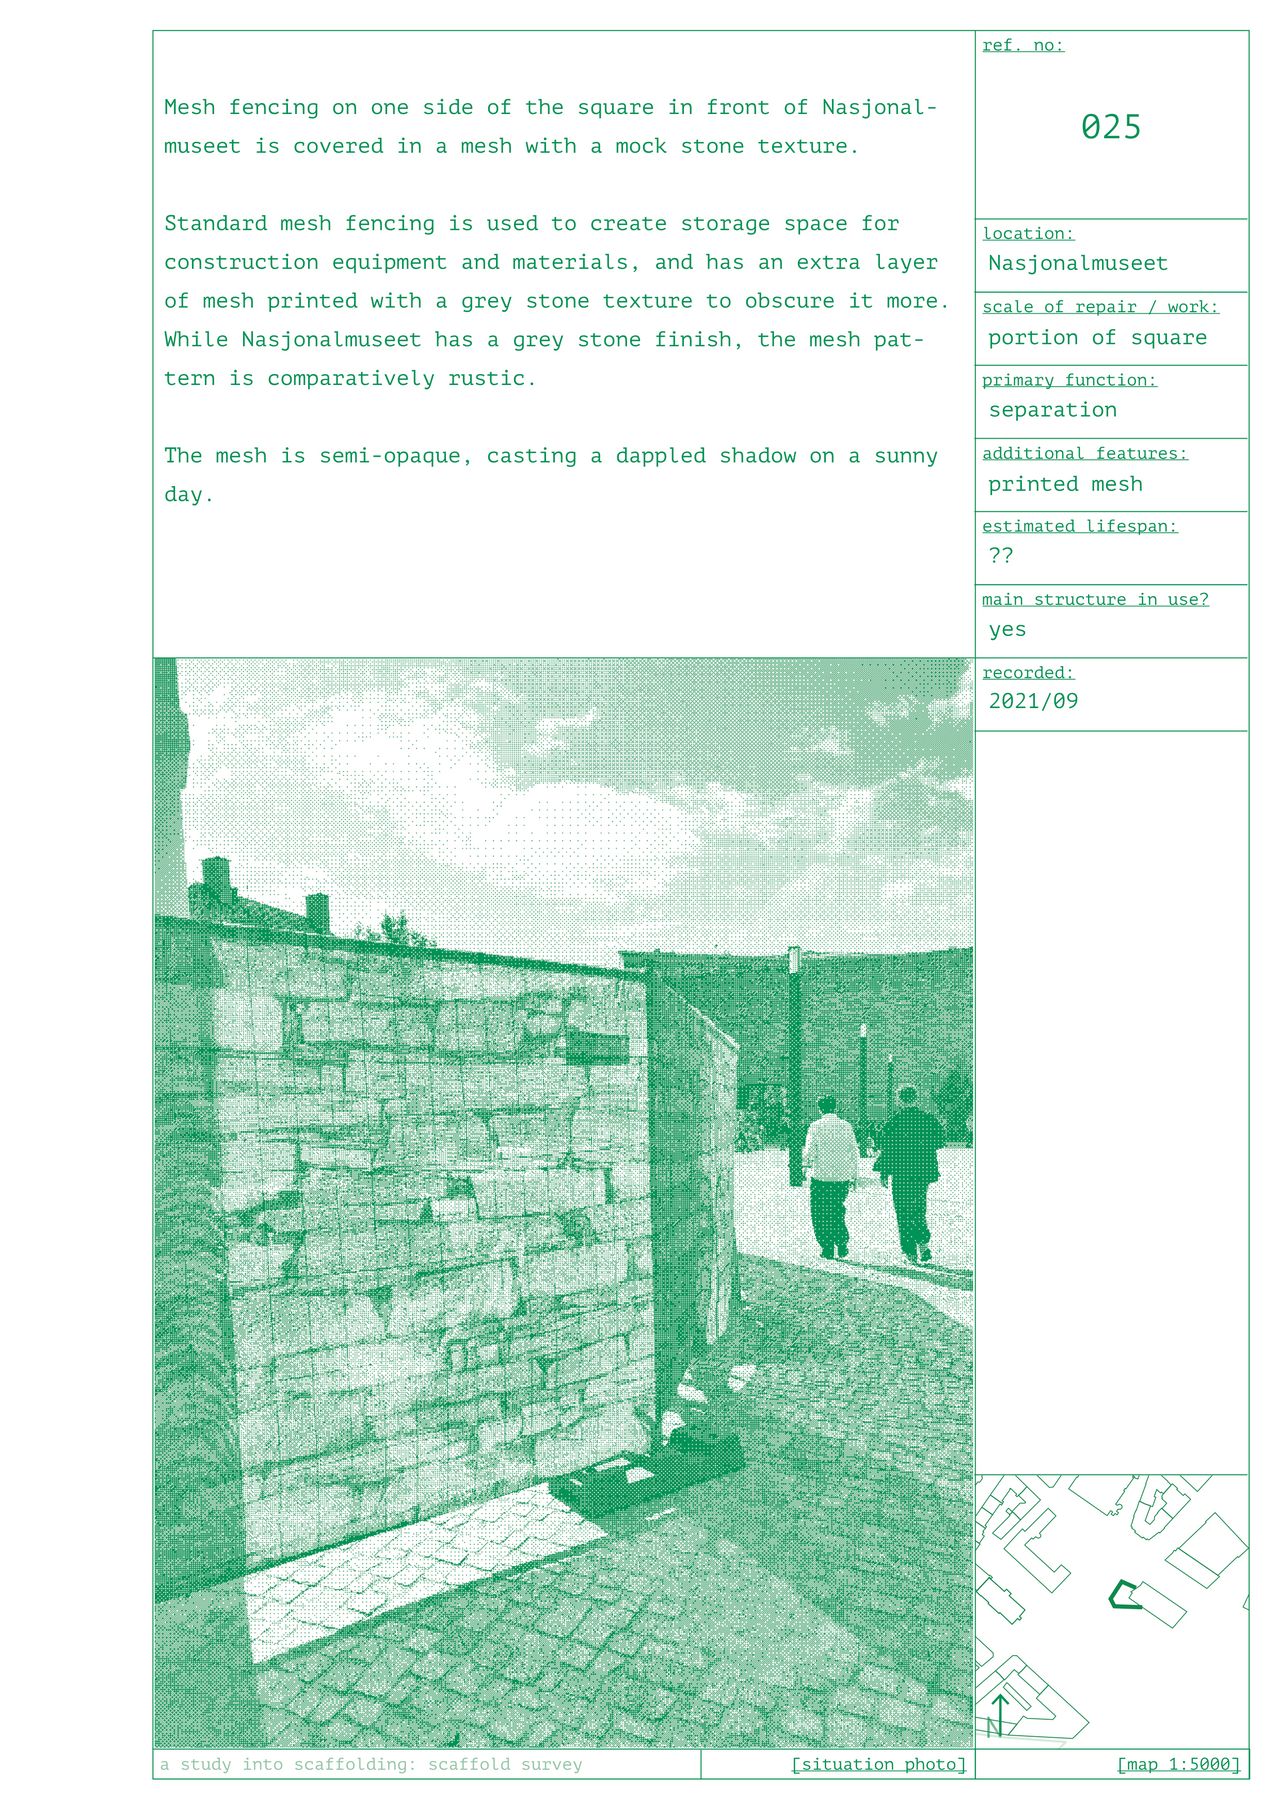 Mesh fencing on one side of the square in front of Nasjonal-
museet is covered in a mesh with a mock stone texture.
Standard mesh fencing is used to create storage space for
construction equipment and materials, and has an extra layer
of mesh printed with a grey stone texture to obscure it more.
While Nasjonalmuseet has a grey stone finish, the mesh pat-
tern is comparatively rustic.
The mesh is semi-opaque, casting a dappled shadow on a sunny
day.
ref. no:
025
location:
Nasjonalmuseet
scale of repair / work:
portion of square
primary function:
separation
additional features:
printed mesh
estimated lifespan:
??
main structure in use?
yes
recorded:
2021/09
N
a study into scaffolding: scaffold survey
[situation photo]
[map 1:5000]